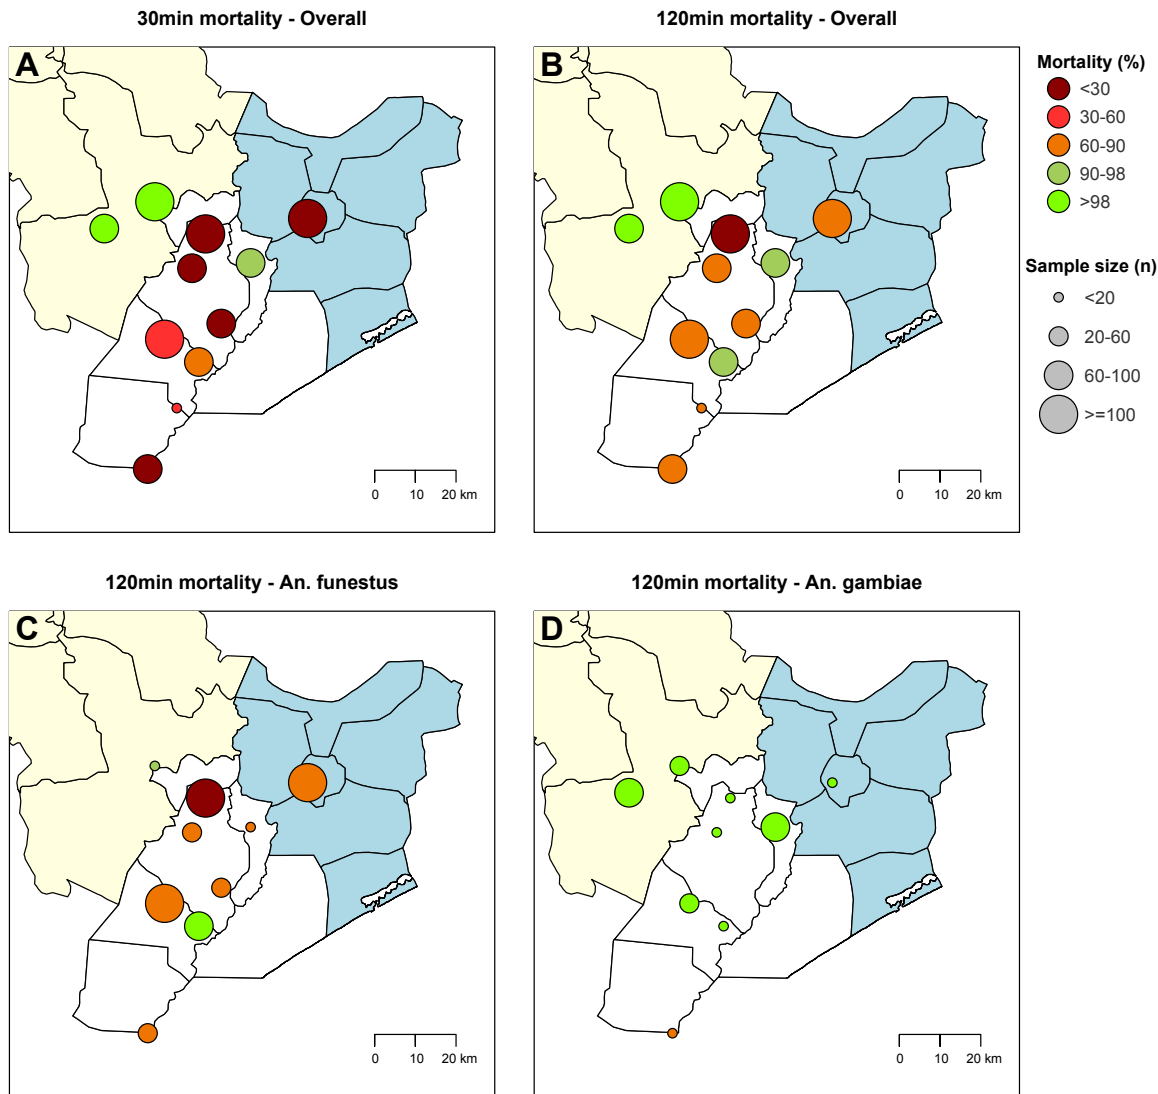 30min mortality - Overall
120min mortality - Overall
A
B
Mortality (%)
<30
30-60
60-90
90-98
>98
Sample size (n)
<20
20-60
60-100
>=100
0 10 20 km
0 10 20 km
120min mortality - An. funestus
120min mortality - An. gambiae
C
D
0 10 20 km
0 10 20 km